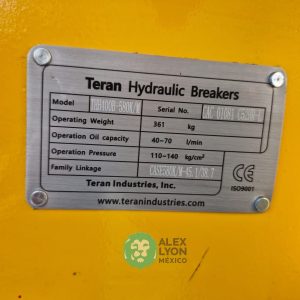 Teran Hydraulic Breakers
Model Serial No.
Operating Weight 361 kg
Operation Oil capacity 40~70 l/min
Operation Pressure 110~140 kg/cm²
Family Linkage
Teran Industries, Inc.
www.teranindustries.com
CE
ISO9001
ALEX
LYON
MÉXICO